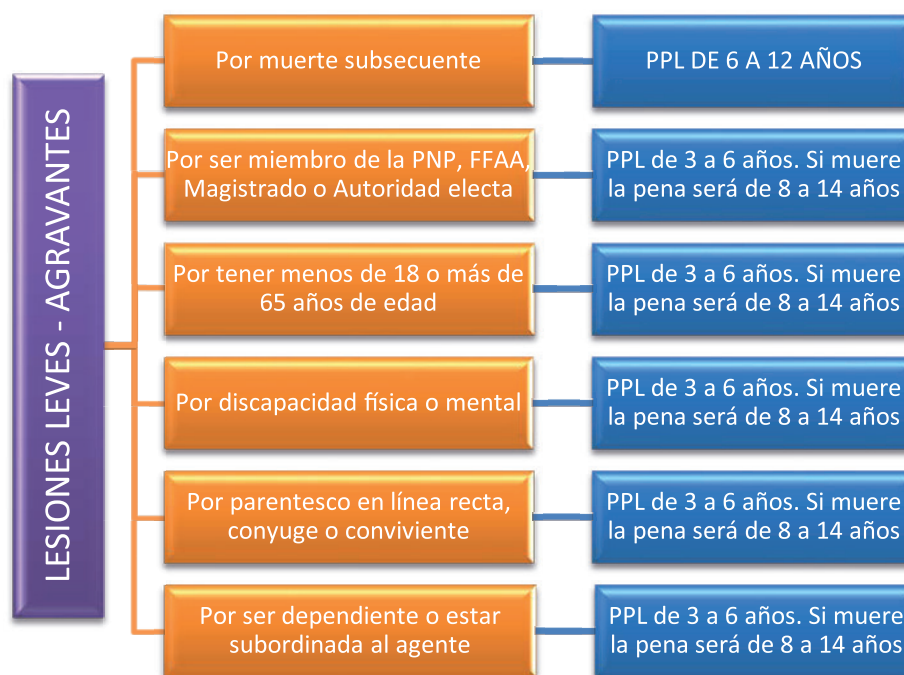 LESIONES LEVES - AGRAVANTES
Por muerte subsecuente
PPL DE 6 A 12 AÑOS
Por ser miembro de la PNP, FFAA,
Magistrado o Autoridad electa
PPL de 3 a 6 años. Si muere
la pena será de 8 a 14 años
Por tener menos de 18 o más de
65 años de edad
PPL de 3 a 6 años. Si muere
la pena será de 8 a 14 años
Por discapacidad física o mental
PPL de 3 a 6 años. Si muere
la pena será de 8 a 14 años
Por parentesco en línea recta,
conyuge o conviviente
PPL de 3 a 6 años. Si muere
la pena será de 8 a 14 años
Por ser dependiente o estar
subordinada al agente
PPL de 3 a 6 años. Si muere
la pena será de 8 a 14 años